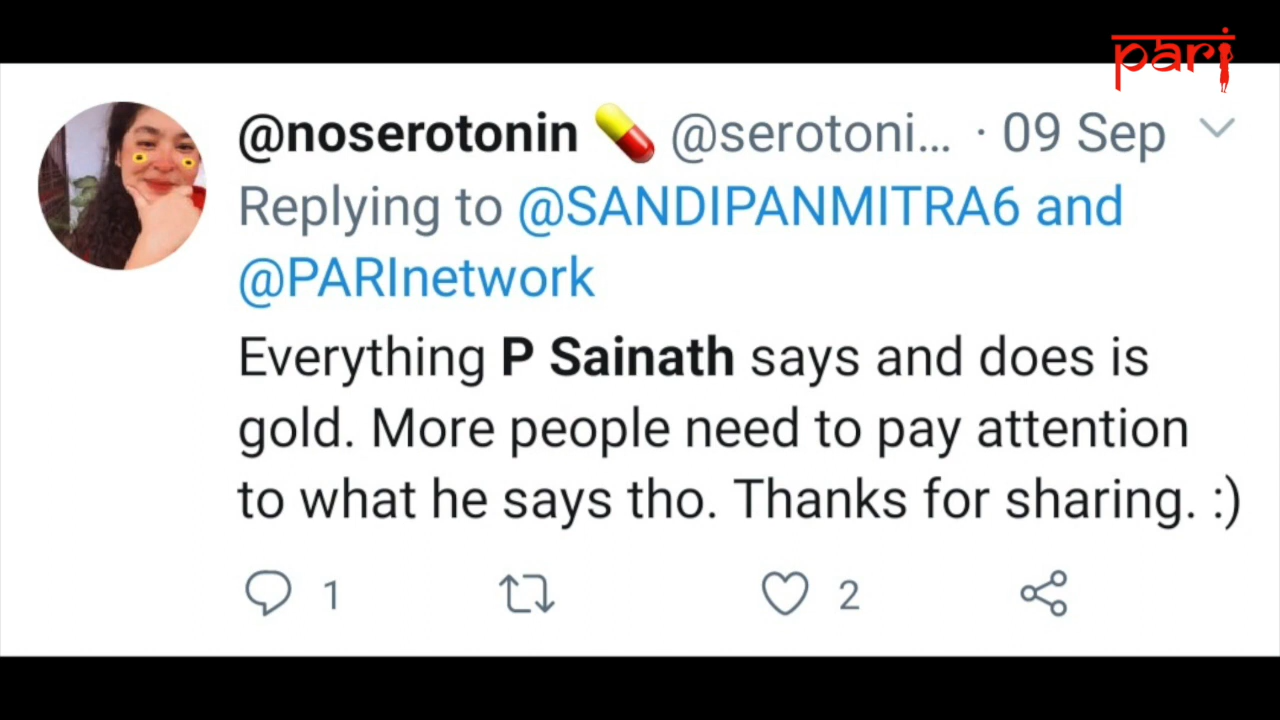 pari
@noserotonin 💊 @serotoni... · 09 Sep
Replying to @SANDIPANMITRA6 and
@PARInetwork
Everything P Sainath says and does is
gold. More people need to pay attention
to what he says tho. Thanks for sharing. :)
1 2